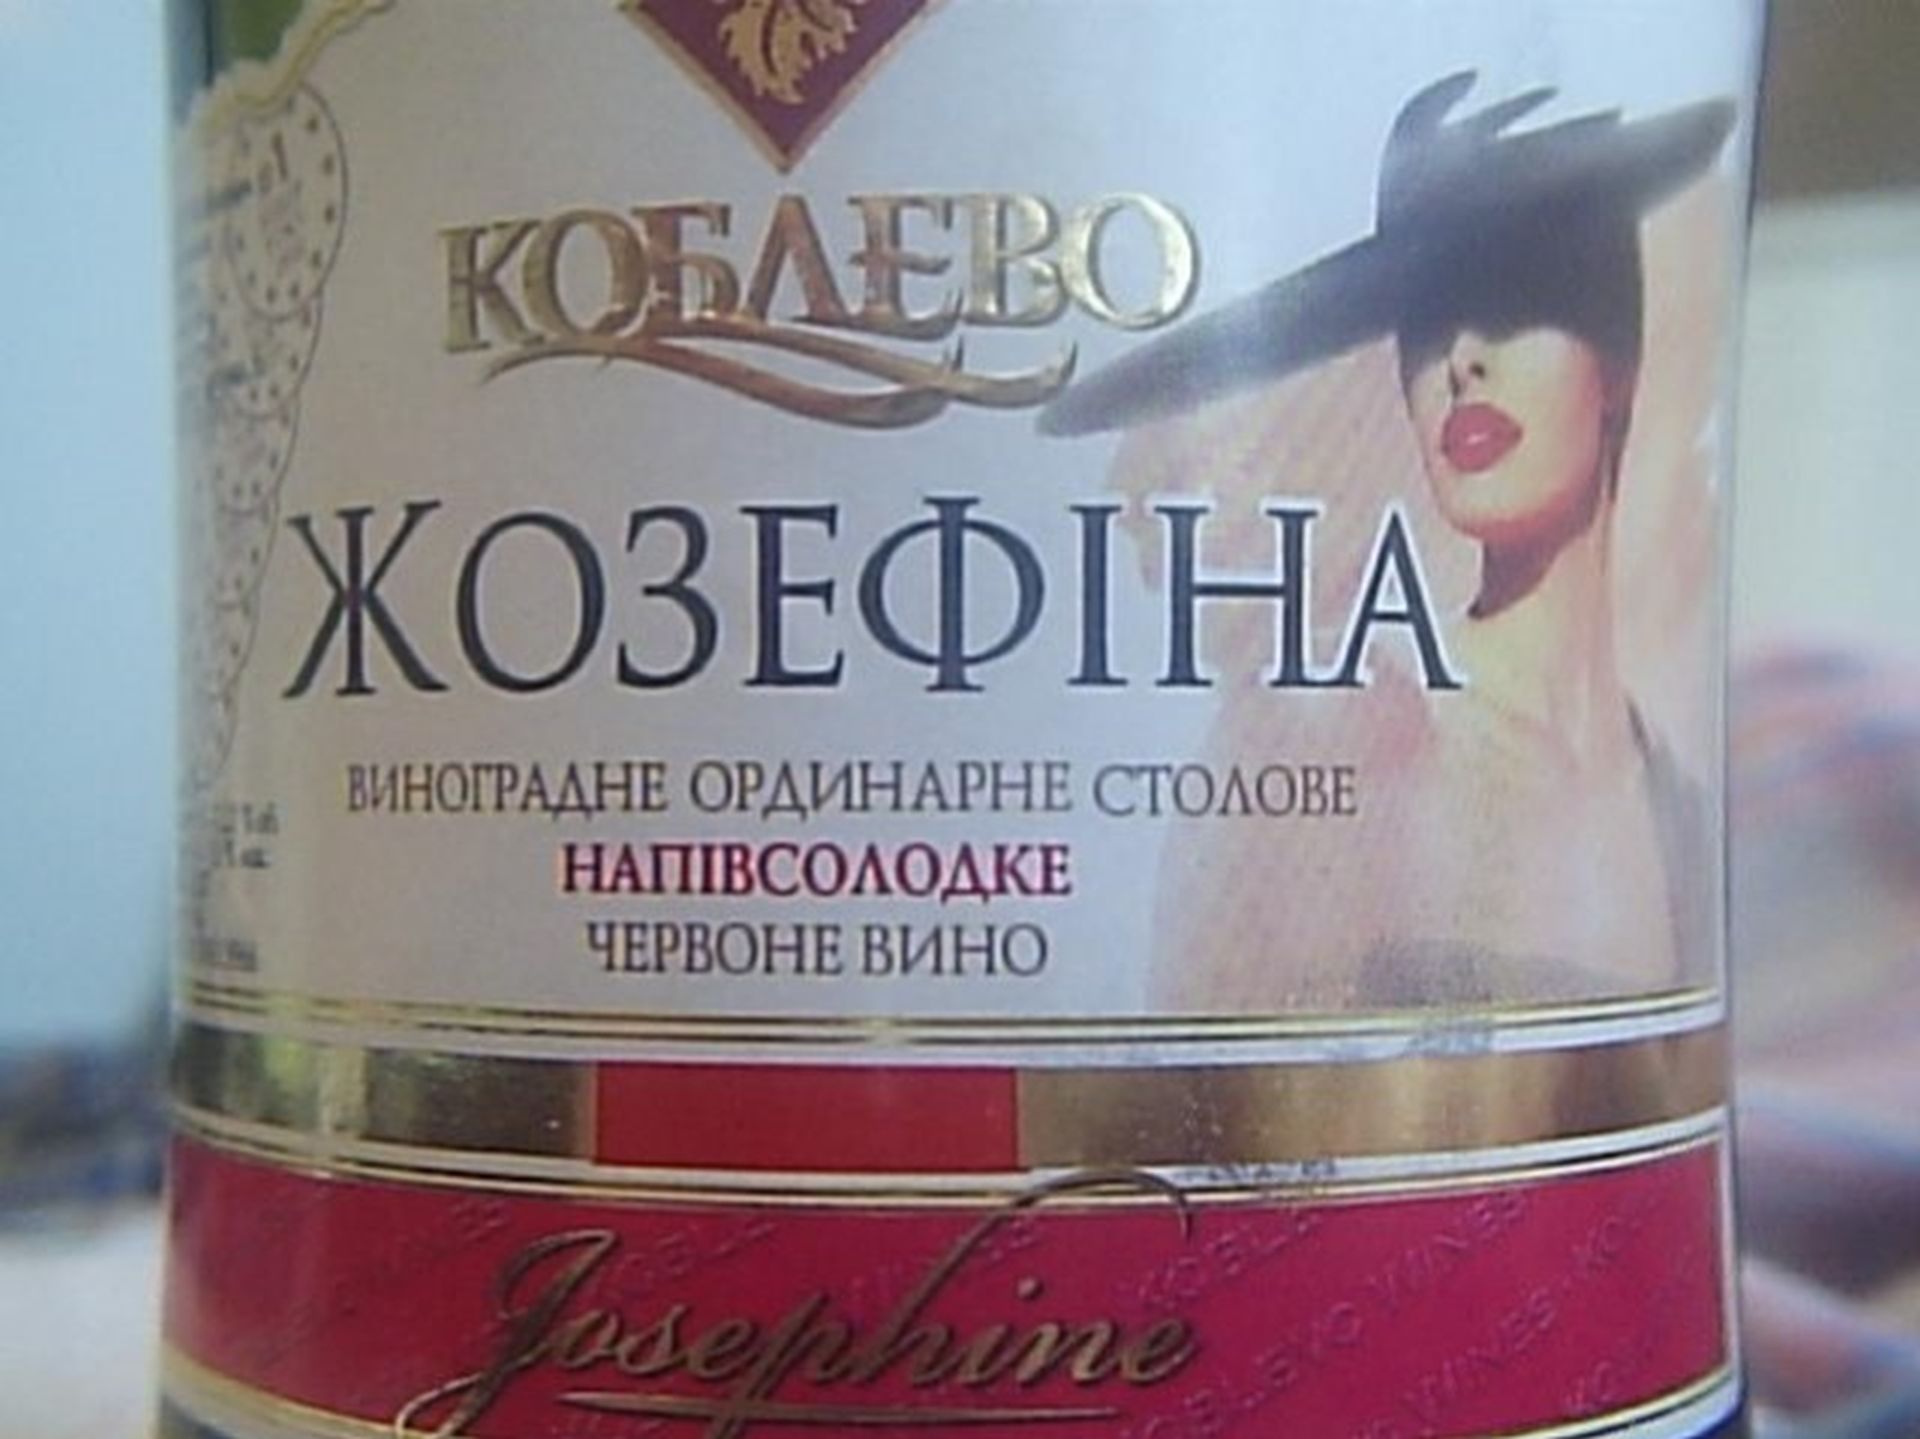 КОБЛЕВО
ЖОЗЕФІНА
ВИНОГРАДНЕ ОРДИНАРНЕ СТОЛОВЕ
НАПІВСОЛОДКЕ
ЧЕРВОНЕ ВИНО
Josephine